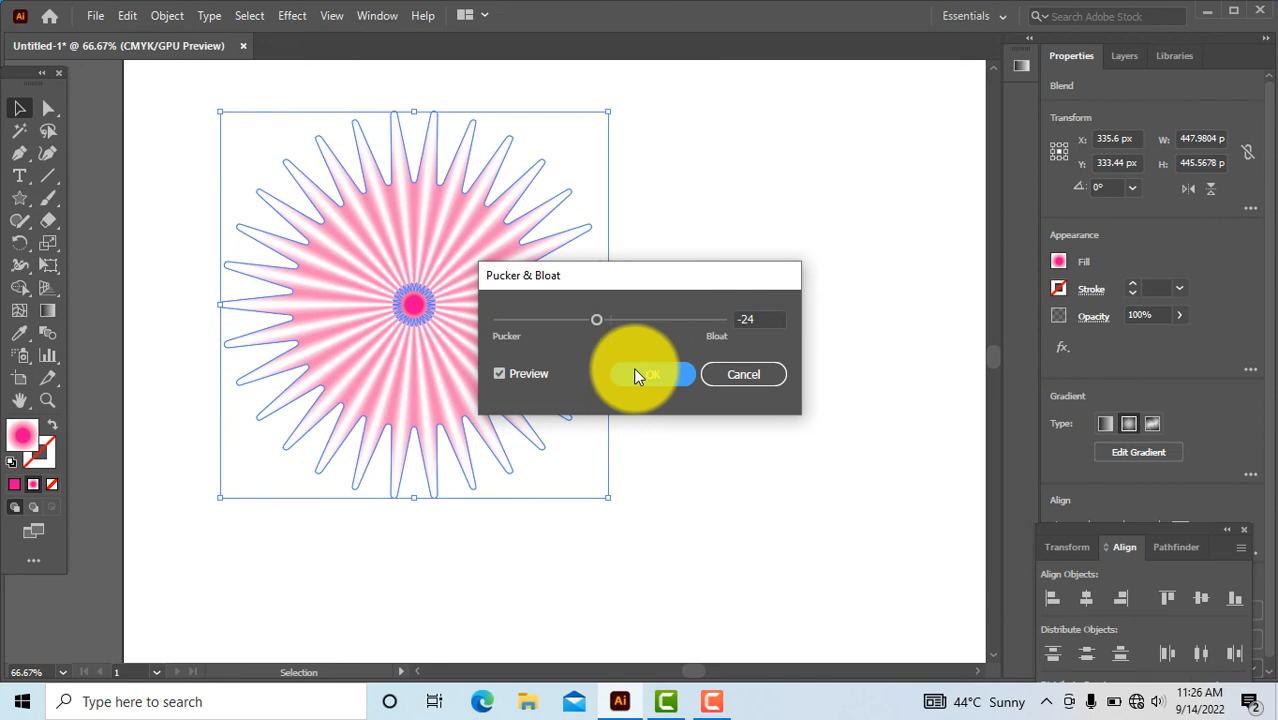 Ai File Edit Object Type Select Effect View Window Help Essentials Search Adobe Stock
Untitled-1* @ 66.67% (CMYK/GPU Preview)
Properties Layers Libraries
Blend
Transform
X: 335.6 px W: 447.9804 p
Y: 333.44 px H: 445.5678 p
0°
Appearance
Fill
Stroke
Opacity 100%
fx.
Gradient
Type:
Edit Gradient
Align
Pucker & Bloat
-24
Pucker Bloat
Preview OK Cancel
Transform Align Pathfinder
Align Objects:
Distribute Objects:
66.67% 1 Selection
Type here to search
Ai
C C
44°C Sunny
11:26 AM
9/14/2022
2